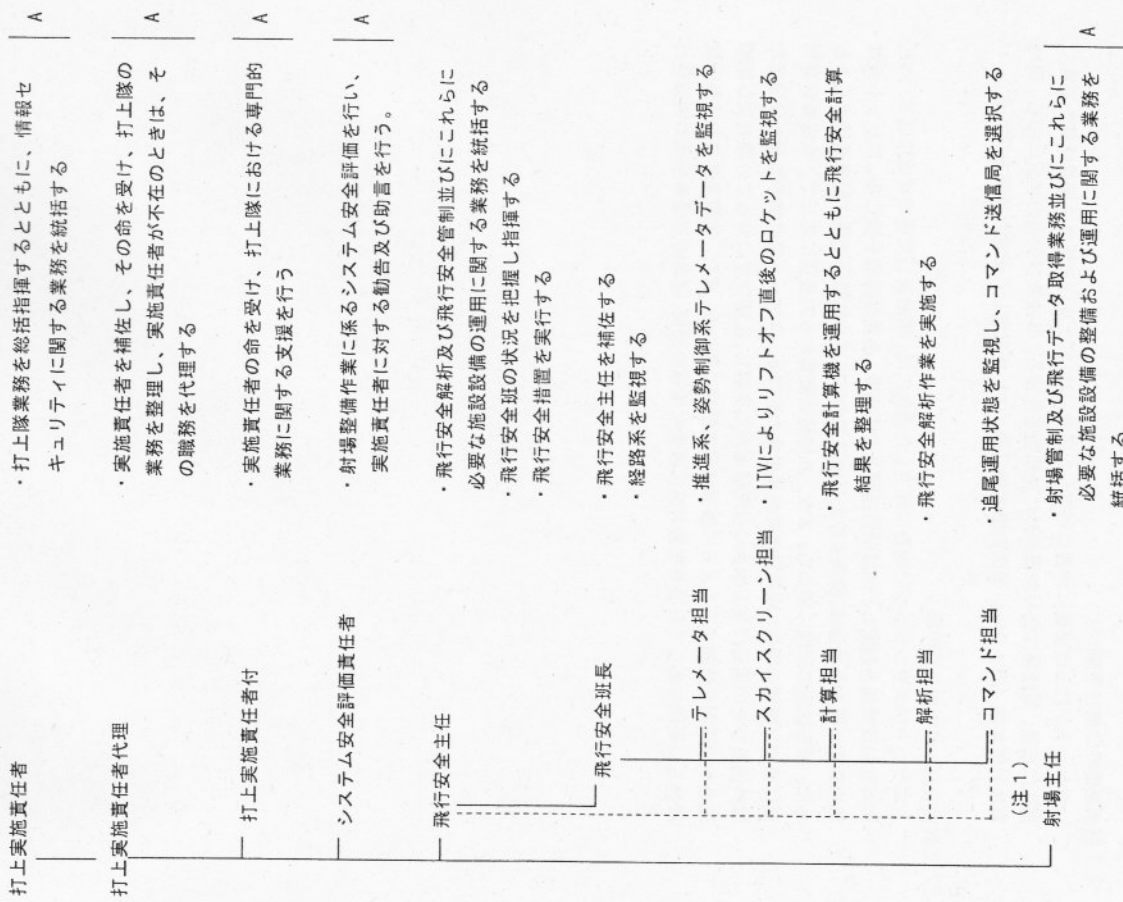 打上実施責任者
・打上隊業務を総括指揮するとともに、情報セ
キュリティに関する業務を統括する
A
打上実施責任者代理
・実施責任者を補佐し、その命を受け、打上隊の
業務を整理し、実施責任者が不在のときは、そ
の職務を代理する
A
打上実施責任者付
・実施責任者の命を受け、打上隊における専門的
業務に関する支援を行う
A
システム安全評価責任者
・射場整備作業に係るシステム安全評価を行い、
実施責任者に対する勧告及び助言を行う。
A
飛行安全主任
・飛行安全解析及び飛行安全管制並びにこれらに
必要な施設設備の運用に関する業務を統括する
・飛行安全班の状況を把握し指揮する
・飛行安全措置を実行する
飛行安全班長
・飛行安全主任を補佐する
・経路系を監視する
テレメータ担当
・推進系、姿勢制御系テレメータデータを監視する
スカイスクリーン担当
・ITVによりリフトオフ直後のロケットを監視する
計算担当
・飛行安全計算機を運用するとともに飛行安全計算
結果を整理する
解析担当
・飛行安全解析作業を実施する
コマンド担当
・追尾運用状態を監視し、コマンド送信局を選択する
(注1)
射場主任
・射場管制及び飛行データ取得業務並びにこれらに
必要な施設設備の整備および運用に関する業務を
統括する
A